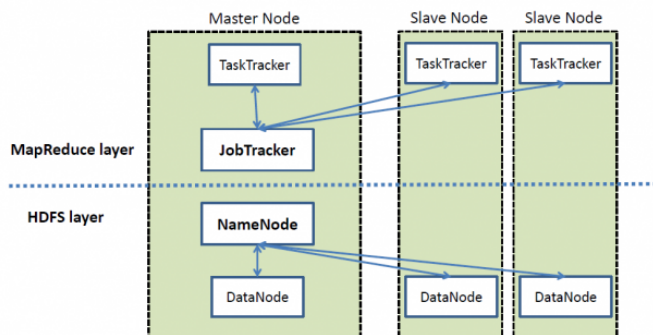 Master Node
Slave Node
Slave Node
TaskTracker
TaskTracker
TaskTracker
MapReduce layer
JobTracker
HDFS layer
NameNode
DataNode
DataNode
DataNode